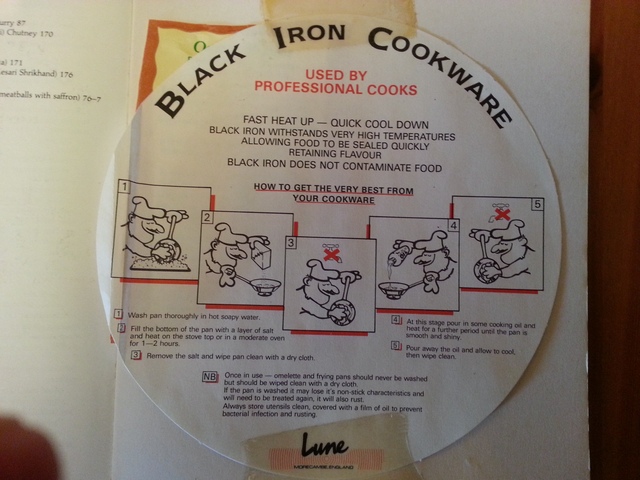 urry 87
i) Chutney 170
a) 171
esari Shrikhand) 176
meatballs with saffron) 76–7
BLACK IRON COOKWARE
USED BY
PROFESSIONAL COOKS
FAST HEAT UP — QUICK COOL DOWN
BLACK IRON WITHSTANDS VERY HIGH TEMPERATURES
ALLOWING FOOD TO BE SEALED QUICKLY
RETAINING FLAVOUR
BLACK IRON DOES NOT CONTAMINATE FOOD
HOW TO GET THE VERY BEST FROM
YOUR COOKWARE
1
2
3
4
5
1 Wash pan thoroughly in hot soapy water.
2 Fill the bottom of the pan with a layer of salt
and heat on the stove top or in a moderate oven
for 1—2 hours.
3 Remove the salt and wipe pan clean with a dry cloth.
4 At this stage pour in some cooking oil and
heat for a further period until the pan is
smooth and shiny.
5 Pour away the oil and allow to cool,
then wipe clean.
NB Once in use — omelette and frying pans should never be washed
but should be wiped clean with a dry cloth.
If the pan is washed it may lose it's non-stick characteristics and
will need to be treated again, it will also rust.
Always store utensils clean, covered with a film of oil to prevent
bacterial infection and rusting.
Lune
MORECAMBE, ENGLAND